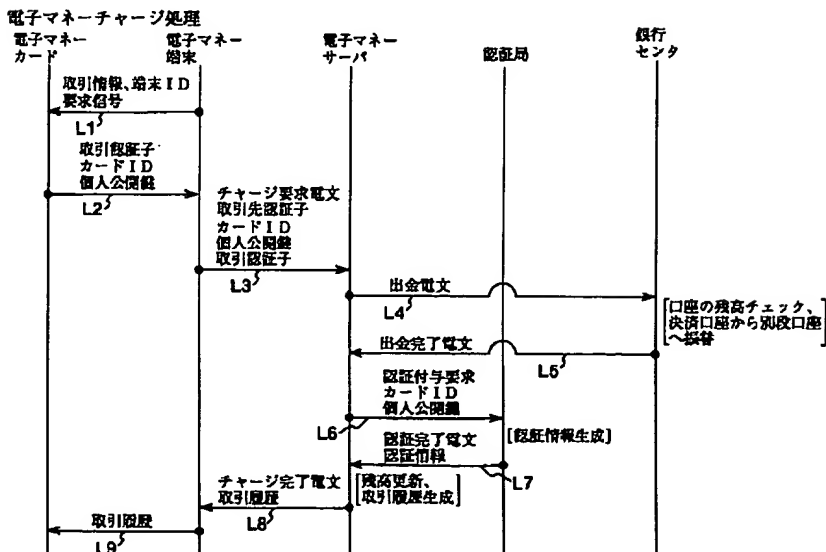 電子マネーチャージ処理
電子マネー
カード
電子マネー
端末
電子マネー
サーバ
認証局
銀行
センタ
取引情報、端末ID
要求信号
L1
取引認証子
カードID
個人公開鍵
L2
チャージ要求電文
取引先認証子
カードID
個人公開鍵
取引認証子
L3
出金電文
L4
[口座の残高チェック、
決済口座から別段口座
へ振替]
出金完了電文
L5
認証付与要求
カードID
個人公開鍵
L6
[認証情報生成]
認証完了電文
認証情報
L7
チャージ完了電文
取引履歴
L8
[残高更新、
取引履歴生成]
取引履歴
L9